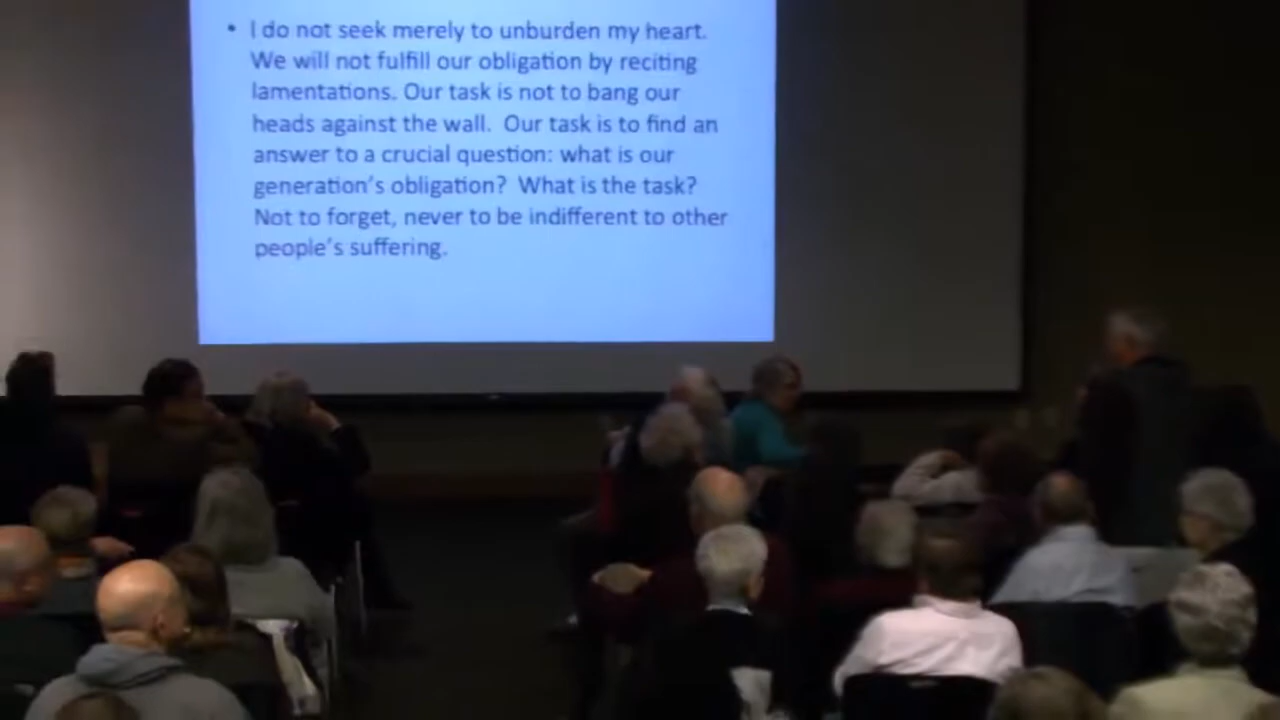 • I do not seek merely to unburden my heart.
We will not fulfill our obligation by reciting
lamentations. Our task is not to bang our
heads against the wall.  Our task is to find an
answer to a crucial question: what is our
generation's obligation?  What is the task?
Not to forget, never to be indifferent to other
people's suffering.